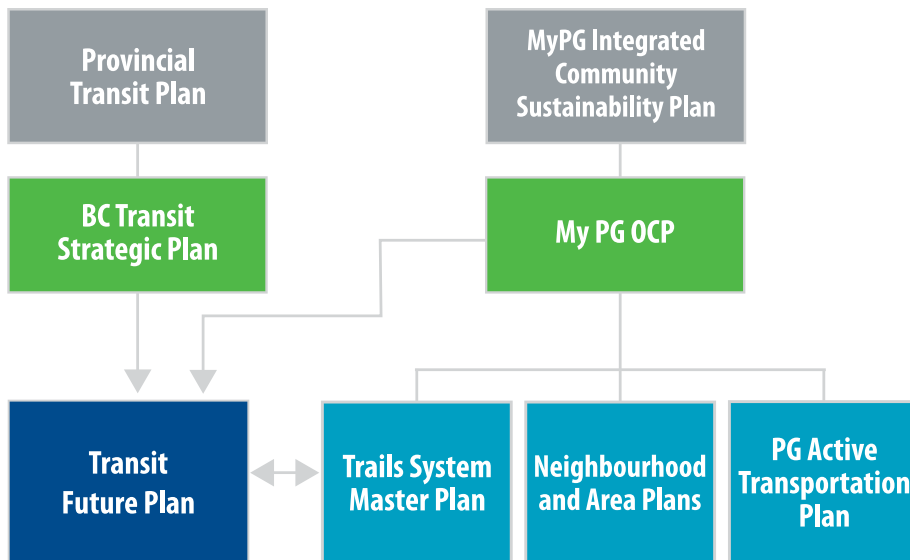 Provincial
Transit Plan
MyPG Integrated
Community
Sustainability Plan
BC Transit
Strategic Plan
My PG OCP
Transit
Future Plan
Trails System
Master Plan
Neighbourhood
and Area Plans
PG Active
Transportation
Plan